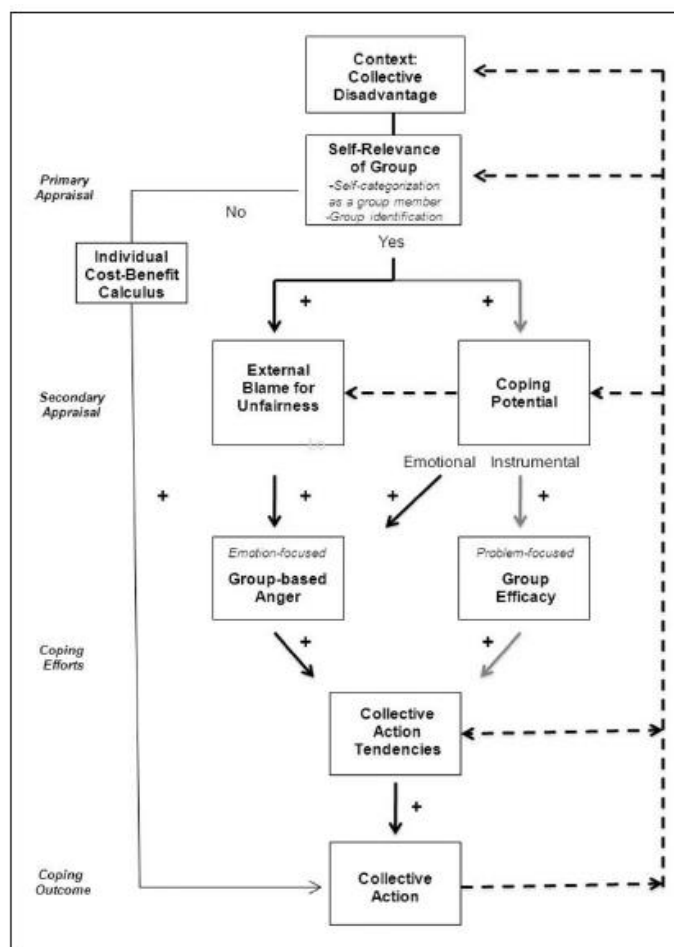 Context:
Collective
Disadvantage
Self-Relevance
of Group
-Self-categorization
as a group member
-Group identification
Primary
Appraisal
No
Yes
Individual
Cost-Benefit
Calculus
+
+
External
Blame for
Unfairness
Coping
Potential
Secondary
Appraisal
Emotional
Instrumental
+
+
+
+
Emotion-focused
Group-based
Anger
Problem-focused
Group
Efficacy
+
+
Coping
Efforts
Collective
Action
Tendencies
+
Coping
Outcome
Collective
Action